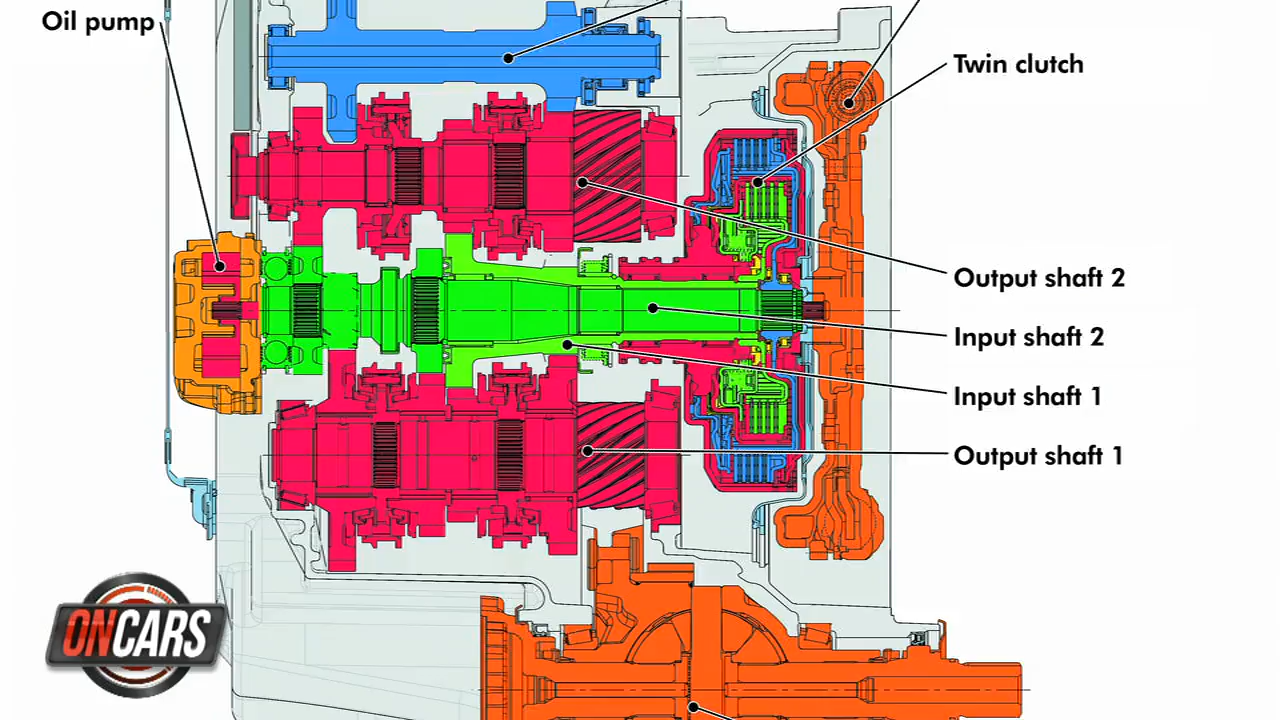 Oil pump
Twin clutch
Output shaft 2
Input shaft 2
Input shaft 1
Output shaft 1
ONCARS